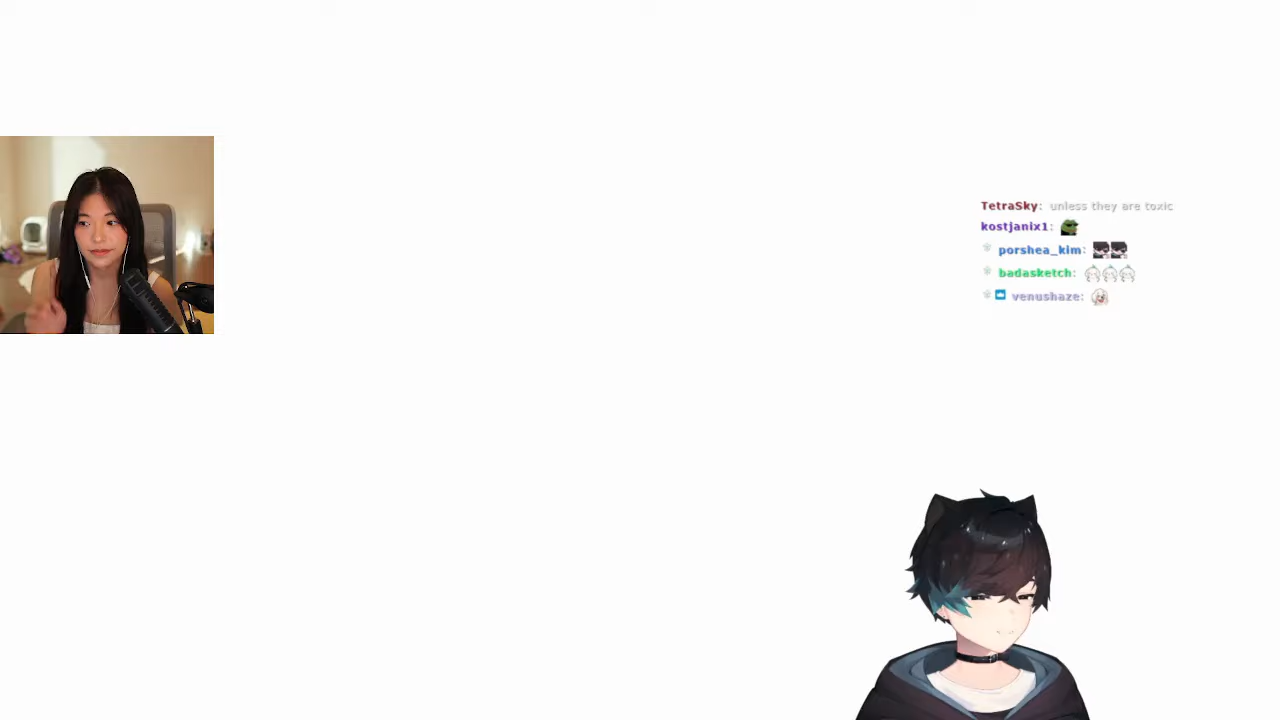 TetraSky: unless they are toxic
kostjanix1:
porshea_kim:
badasketch:
venushaze: